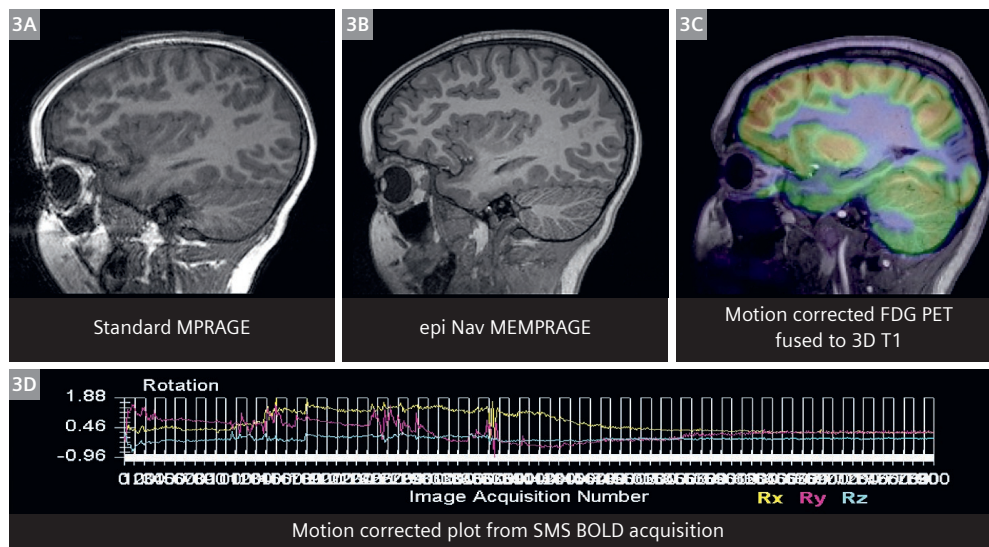 3A
3B
3C
Standard MPRAGE
epi Nav MEMPRAGE
Motion corrected FDG PET
fused to 3D T1
3D
Rotation
1.88
0.46
-0.96
Image Acquisition Number
Rx Ry Rz
Motion corrected plot from SMS BOLD acquisition